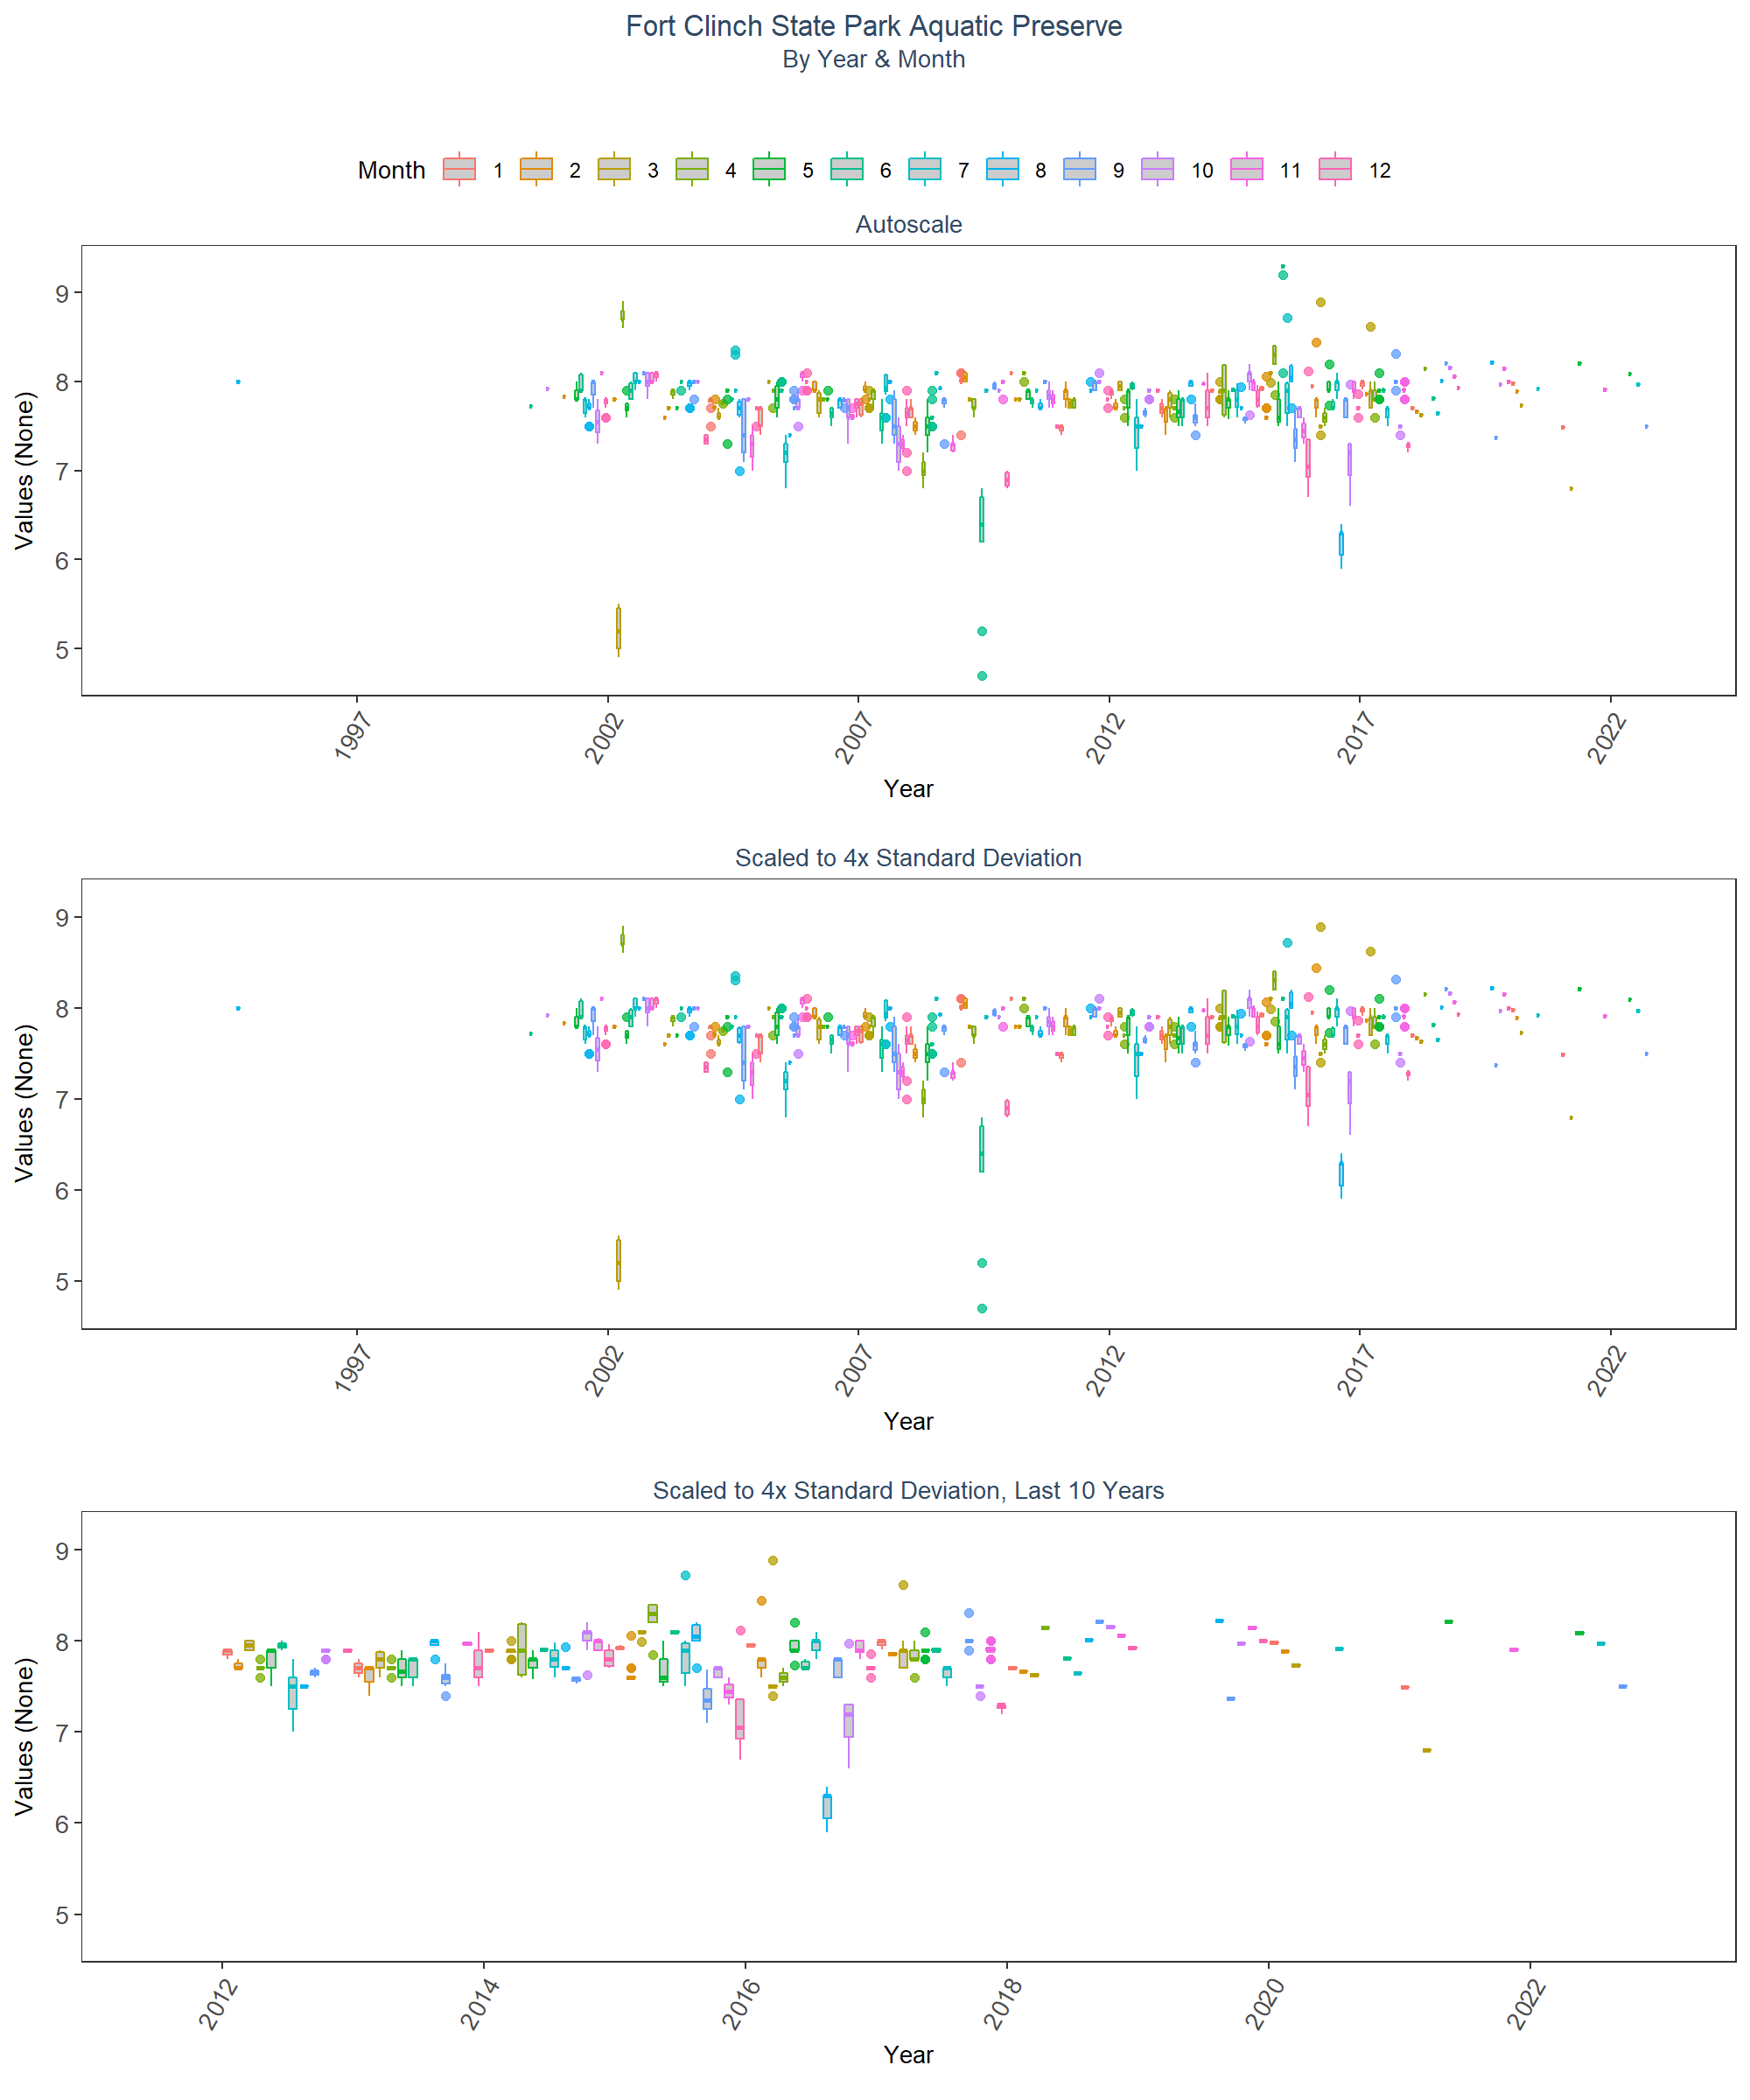 Fort Clinch State Park Aquatic Preserve
By Year & Month
Month 1 2 3 4 5 6 7 8 9 10 11 12
Autoscale
9
8
7
6
5
Values (None)
1997 2002 2007 2012 2017 2022
Year
Scaled to 4x Standard Deviation
9
8
7
6
5
Values (None)
1997 2002 2007 2012 2017 2022
Year
Scaled to 4x Standard Deviation, Last 10 Years
9
8
7
6
5
Values (None)
2012 2014 2016 2018 2020 2022
Year